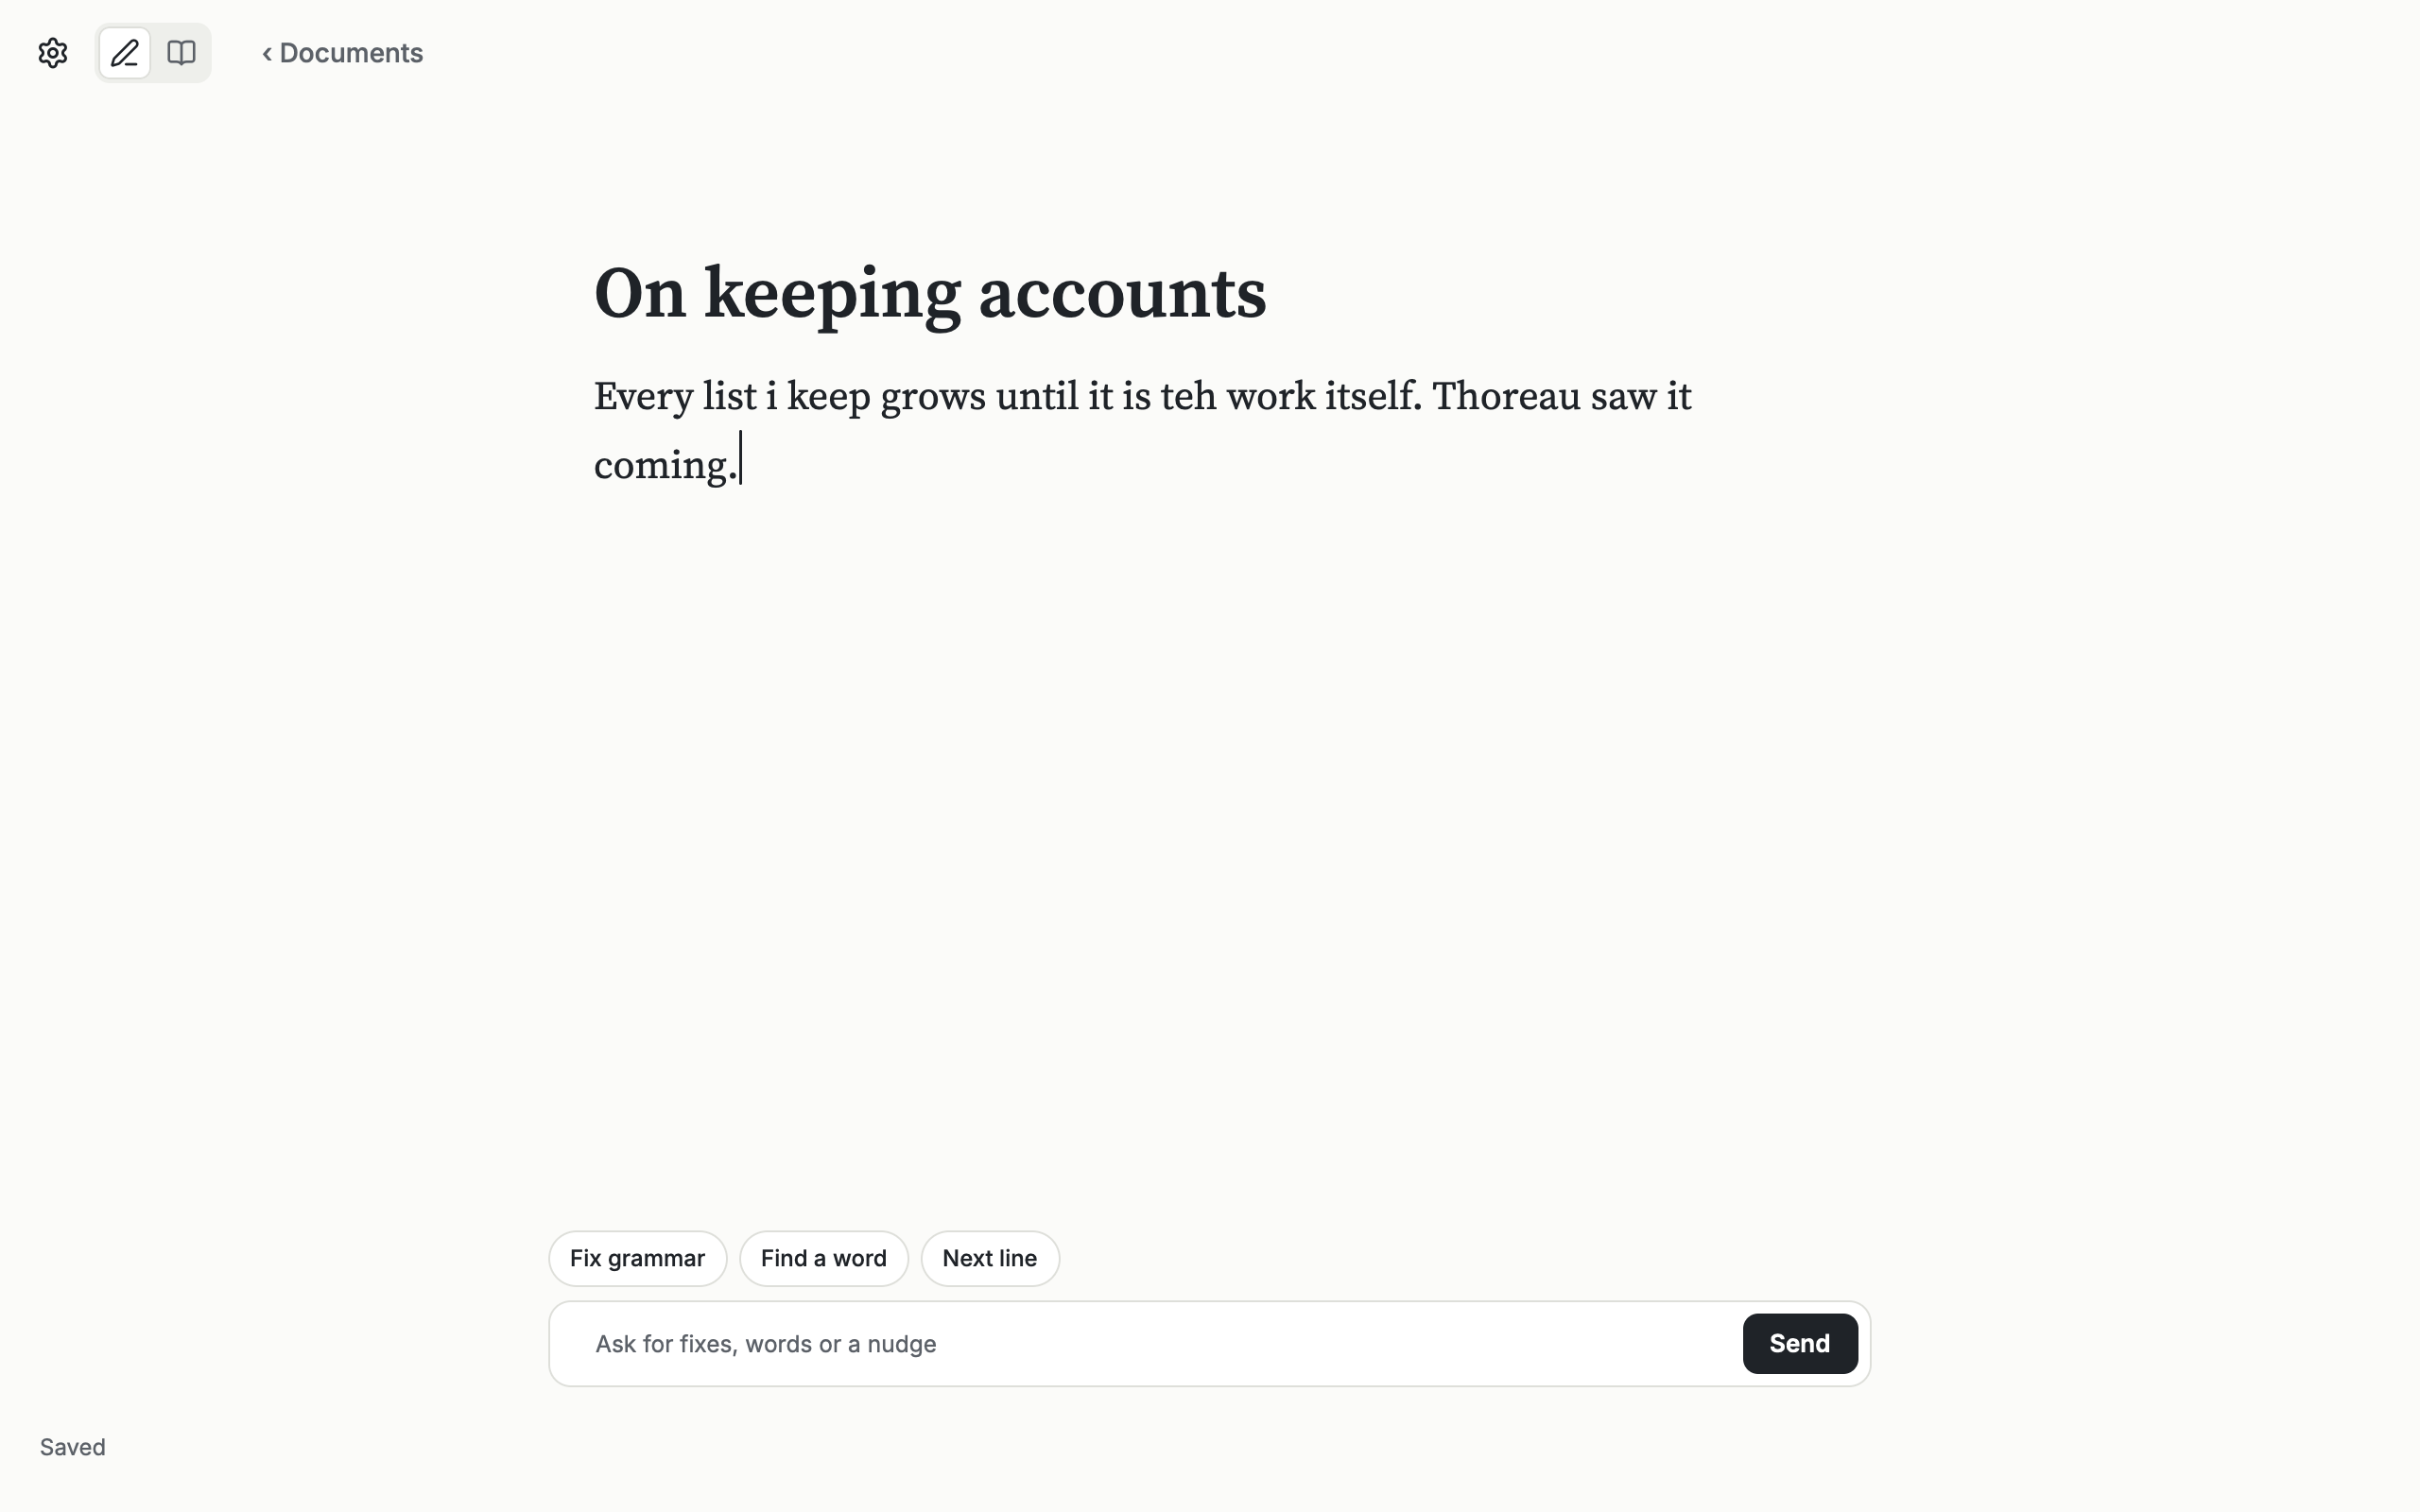 ‹ Documents
On keeping accounts
Every list i keep grows until it is teh work itself. Thoreau saw it
coming.
Fix grammar
Find a word
Next line
Ask for fixes, words or a nudge
Send
Saved